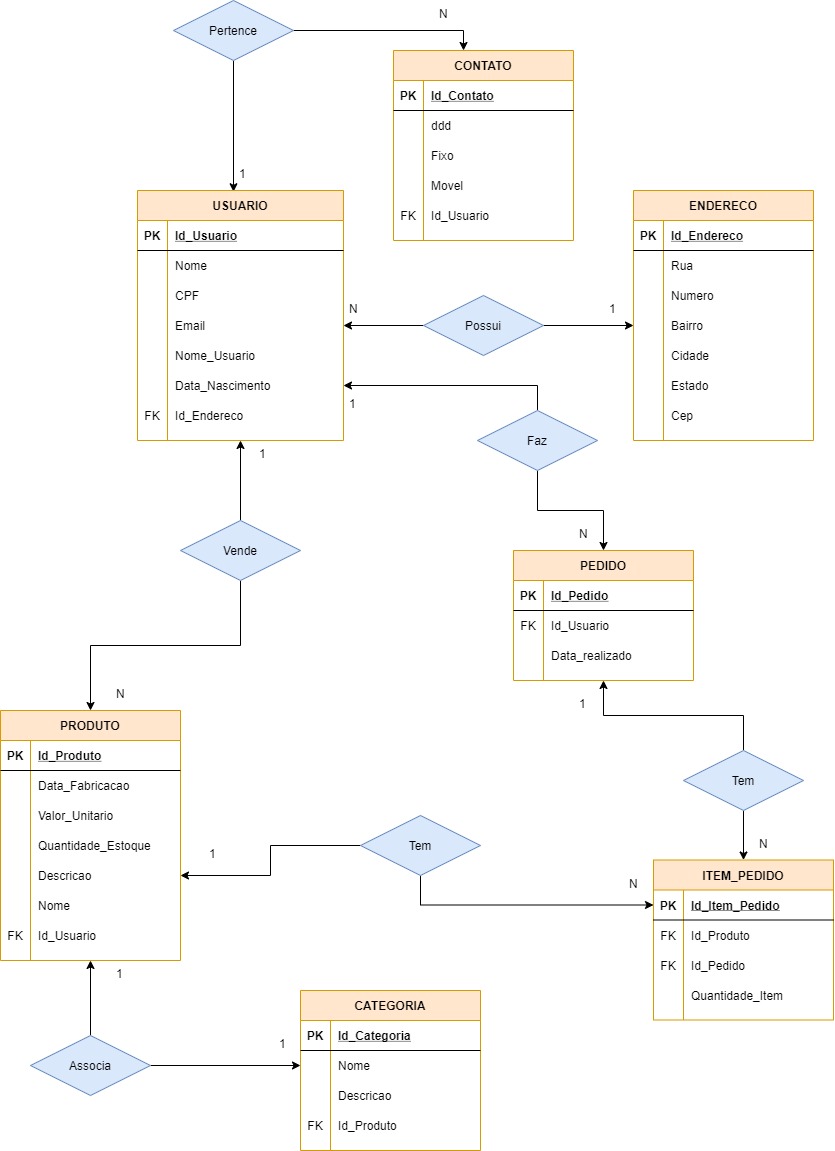 Pertence
N
1
CONTATO
PK Id_Contato
ddd
Fixo
Movel
FK Id_Usuario
USUARIO
PK Id_Usuario
Nome
CPF
Email
Nome_Usuario
Data_Nascimento
FK Id_Endereco
ENDERECO
PK Id_Endereco
Rua
Numero
Bairro
Cidade
Estado
Cep
N
Possui
1
1
Faz
N
1
Vende
N
PEDIDO
PK Id_Pedido
FK Id_Usuario
Data_realizado
1
Tem
N
PRODUTO
PK Id_Produto
Data_Fabricacao
Valor_Unitario
Quantidade_Estoque
Descricao
Nome
FK Id_Usuario
1
Tem
N
ITEM_PEDIDO
PK Id_Item_Pedido
FK Id_Produto
FK Id_Pedido
Quantidade_Item
1
Associa
1
CATEGORIA
PK Id_Categoria
Nome
Descricao
FK Id_Produto